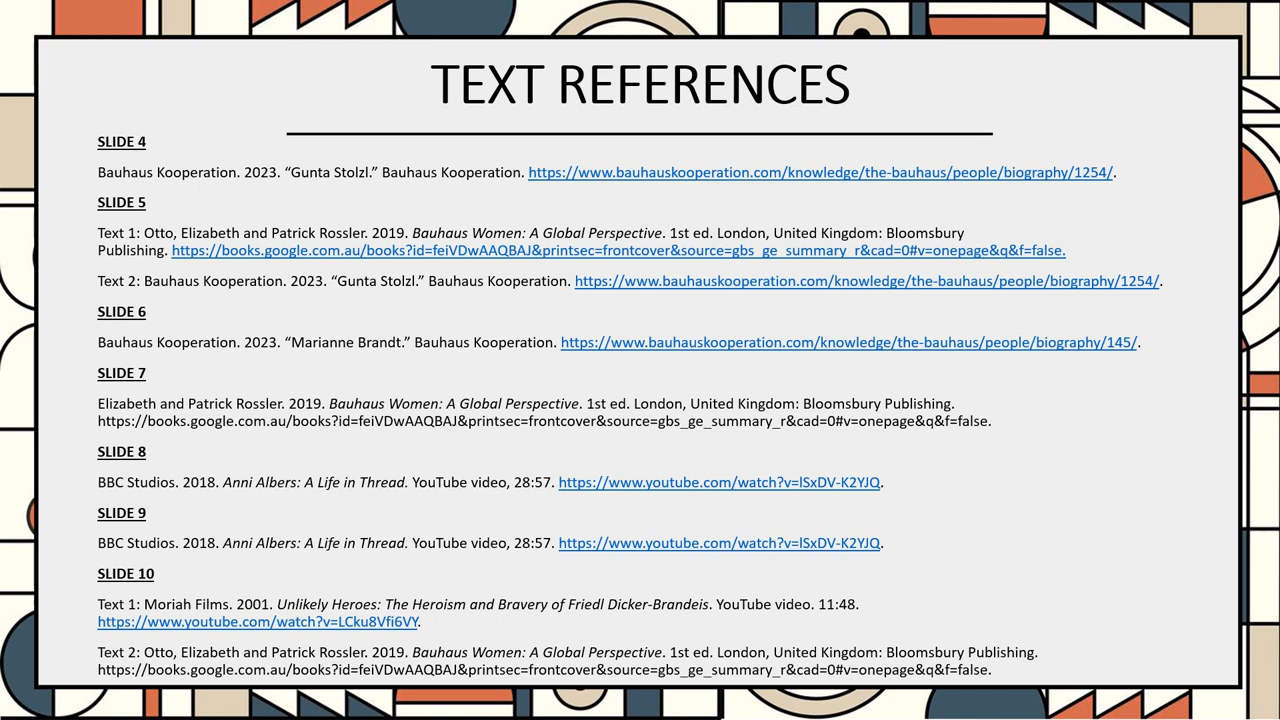 TEXT REFERENCES
SLIDE 4
Bauhaus Kooperation. 2023. “Gunta Stolzl.” Bauhaus Kooperation. https://www.bauhauskooperation.com/knowledge/the-bauhaus/people/biography/1254/.
SLIDE 5
Text 1: Otto, Elizabeth and Patrick Rossler. 2019. Bauhaus Women: A Global Perspective. 1st ed. London, United Kingdom: Bloomsbury
Publishing. https://books.google.com.au/books?id=feiVDwAAQBAJ&printsec=frontcover&source=gbs_ge_summary_r&cad=0#v=onepage&q&f=false.
Text 2: Bauhaus Kooperation. 2023. “Gunta Stolzl.” Bauhaus Kooperation. https://www.bauhauskooperation.com/knowledge/the-bauhaus/people/biography/1254/.
SLIDE 6
Bauhaus Kooperation. 2023. “Marianne Brandt.” Bauhaus Kooperation. https://www.bauhauskooperation.com/knowledge/the-bauhaus/people/biography/145/.
SLIDE 7
Elizabeth and Patrick Rossler. 2019. Bauhaus Women: A Global Perspective. 1st ed. London, United Kingdom: Bloomsbury Publishing.
https://books.google.com.au/books?id=feiVDwAAQBAJ&printsec=frontcover&source=gbs_ge_summary_r&cad=0#v=onepage&q&f=false.
SLIDE 8
BBC Studios. 2018. Anni Albers: A Life in Thread. YouTube video, 28:57. https://www.youtube.com/watch?v=lSxDV-K2YJQ.
SLIDE 9
BBC Studios. 2018. Anni Albers: A Life in Thread. YouTube video, 28:57. https://www.youtube.com/watch?v=lSxDV-K2YJQ.
SLIDE 10
Text 1: Moriah Films. 2001. Unlikely Heroes: The Heroism and Bravery of Friedl Dicker-Brandeis. YouTube video. 11:48.
https://www.youtube.com/watch?v=LCku8Vfi6VY.
Text 2: Otto, Elizabeth and Patrick Rossler. 2019. Bauhaus Women: A Global Perspective. 1st ed. London, United Kingdom: Bloomsbury Publishing.
https://books.google.com.au/books?id=feiVDwAAQBAJ&printsec=frontcover&source=gbs_ge_summary_r&cad=0#v=onepage&q&f=false.